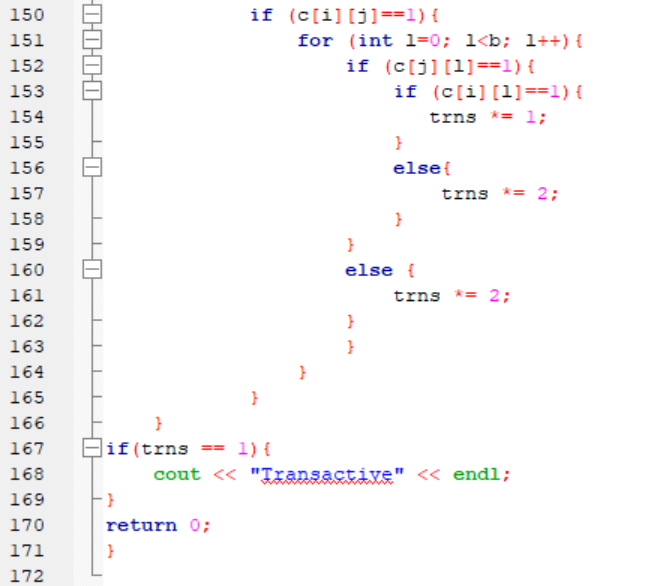 150 if (c[i][j]==1){
151 for (int l=0; l<b; l++){
152 if (c[j][l]==1){
153 if (c[i][l]==1){
154 trns *= 1;
155 }
156 else{
157 trns *= 2;
158 }
159 }
160 else {
161 trns *= 2;
162 }
163 }
164 }
165 }
166 }
167 if(trns == 1){
168 cout << "Transactive" << endl;
169 }
170 return 0;
171 }
172